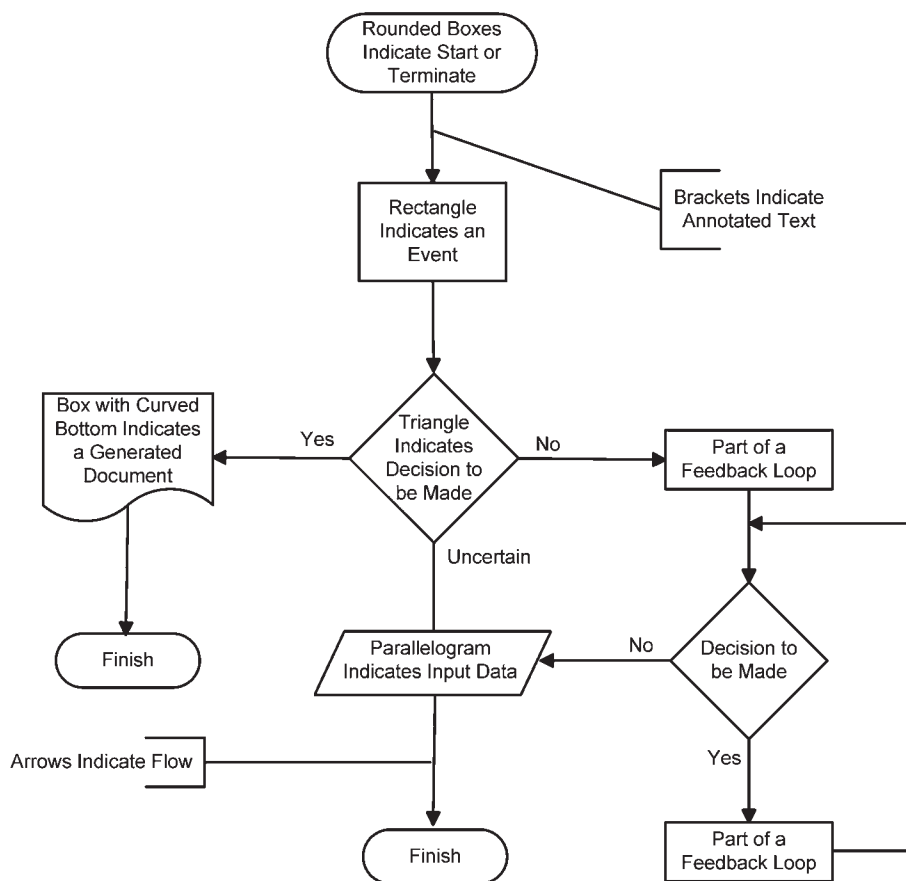 Rounded Boxes
Indicate Start or
Terminate
Brackets Indicate
Annotated Text
Rectangle
Indicates an
Event
Box with Curved
Bottom Indicates
a Generated
Document
Yes
Triangle
Indicates
Decision to
be Made
No
Part of a
Feedback Loop
Uncertain
Finish
Parallelogram
Indicates Input Data
No
Decision to
be Made
Arrows Indicate Flow
Yes
Finish
Part of a
Feedback Loop